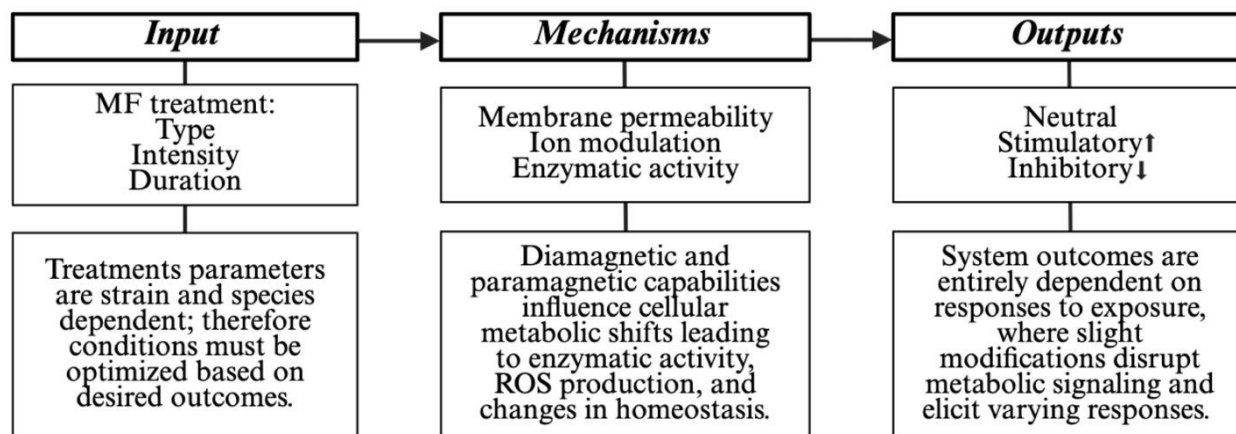 Input
Mechanisms
Outputs
MF treatment:
Type
Intensity
Duration
Membrane permeability
Ion modulation
Enzymatic activity
Neutral
Stimulatory↑
Inhibitory↓
Treatments parameters
are strain and species
dependent; therefore
conditions must be
optimized based on
desired outcomes.
Diamagnetic and
paramagnetic capabilities
influence cellular
metabolic shifts leading
to enzymatic activity,
ROS production, and
changes in homeostasis.
System outcomes are
entirely dependent on
responses to exposure,
where slight
modifications disrupt
metabolic signaling and
elicit varying responses.